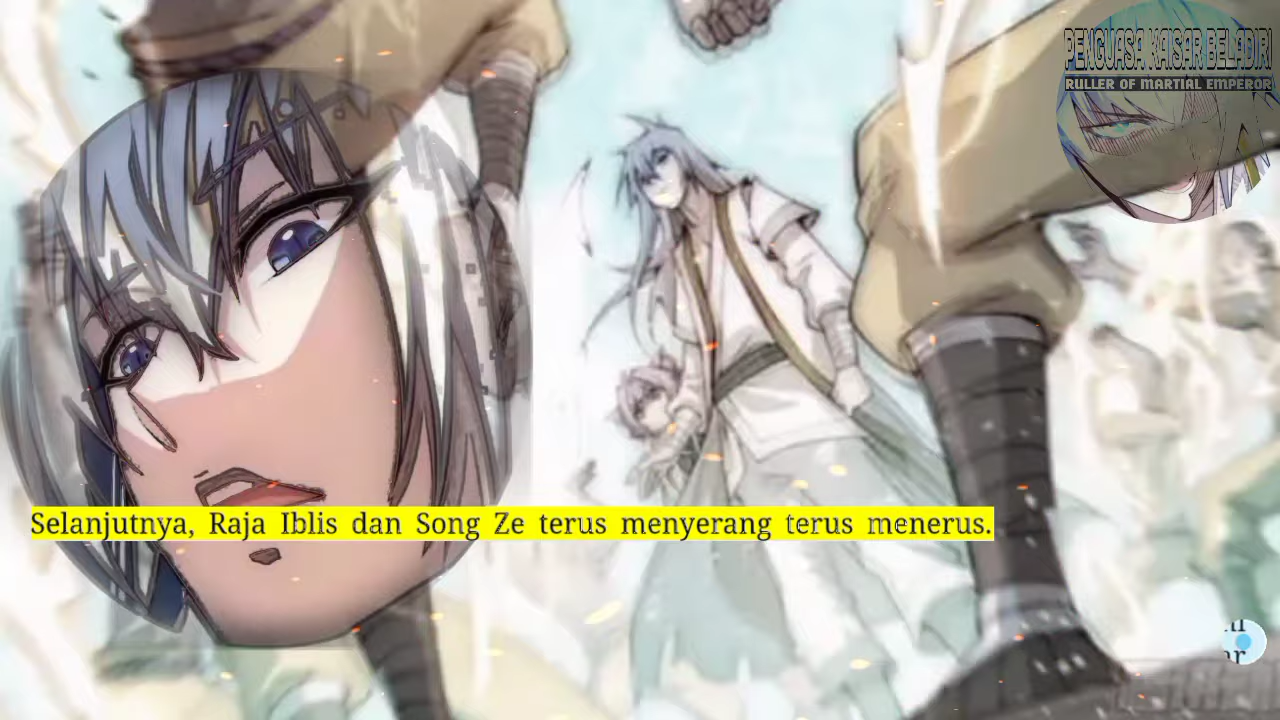 PENGUASA KAISAR BELADIRI
RULLER OF MARTIAL EMPEROR
Selanjutnya, Raja Iblis dan Song Ze terus menyerang terus menerus.